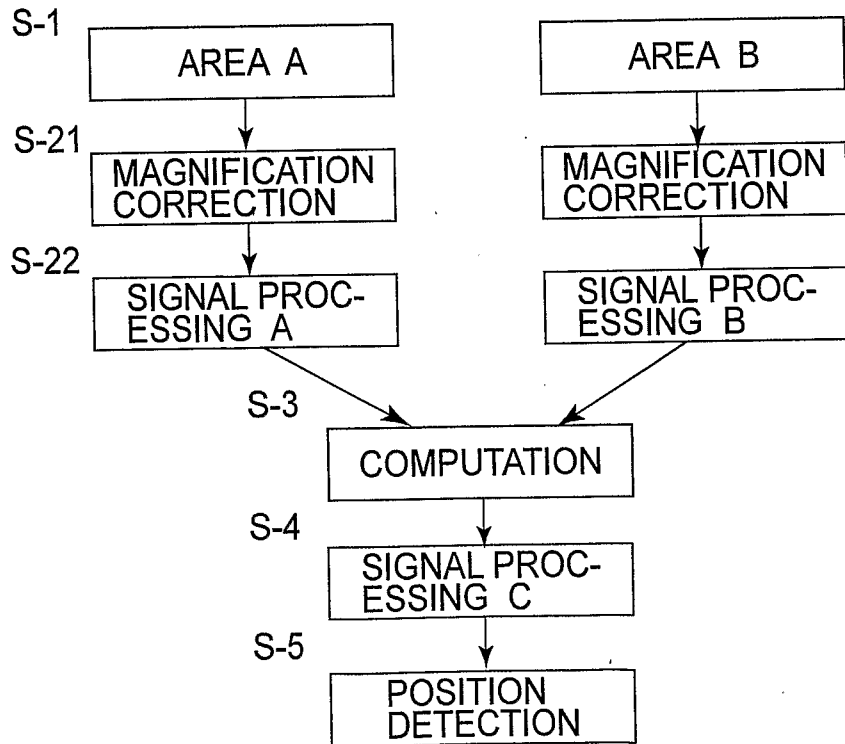 S-1
AREA A
AREA B
S-21
MAGNIFICATION
CORRECTION
MAGNIFICATION
CORRECTION
S-22
SIGNAL PROC-
ESSING A
SIGNAL PROC-
ESSING B
S-3
COMPUTATION
S-4
SIGNAL PROC-
ESSING C
S-5
POSITION
DETECTION